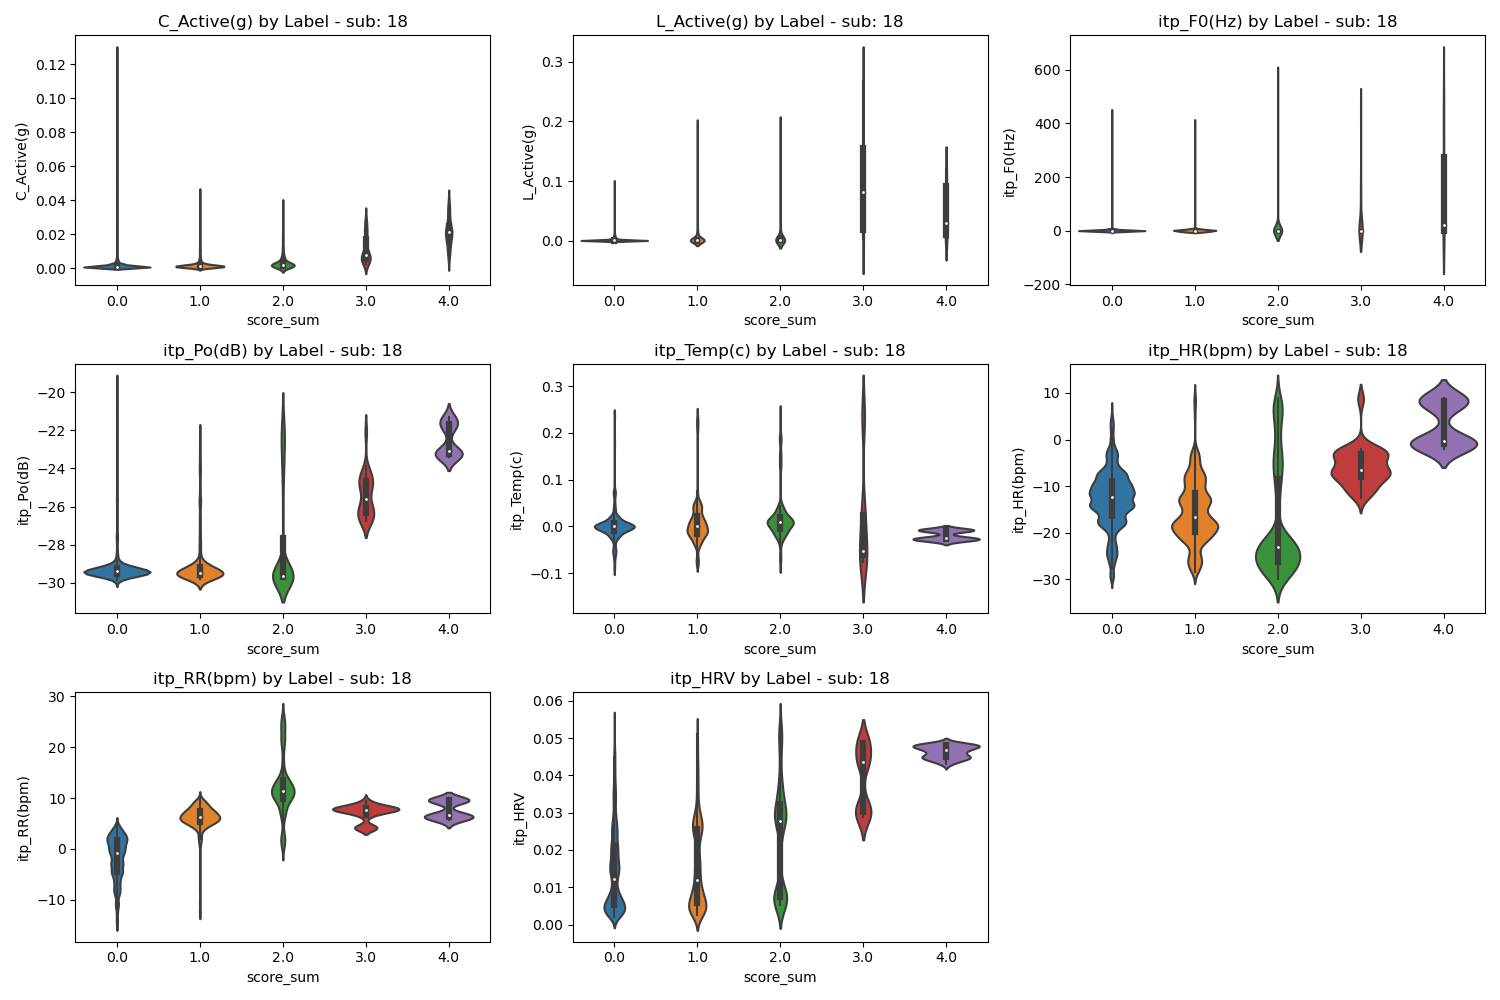 C_Active(g) by Label - sub: 18
C_Active(g)
0.12
0.10
0.08
0.06
0.04
0.02
0.00
0.0 1.0 2.0 3.0 4.0
score_sum
L_Active(g) by Label - sub: 18
L_Active(g)
0.3
0.2
0.1
0.0
0.0 1.0 2.0 3.0 4.0
score_sum
itp_F0(Hz) by Label - sub: 18
itp_F0(Hz)
600
400
200
0
−200
0.0 1.0 2.0 3.0 4.0
score_sum
itp_Po(dB) by Label - sub: 18
itp_Po(dB)
−20
−22
−24
−26
−28
−30
0.0 1.0 2.0 3.0 4.0
score_sum
itp_Temp(c) by Label - sub: 18
itp_Temp(c)
0.3
0.2
0.1
0.0
−0.1
0.0 1.0 2.0 3.0 4.0
score_sum
itp_HR(bpm) by Label - sub: 18
itp_HR(bpm)
10
0
−10
−20
−30
0.0 1.0 2.0 3.0 4.0
score_sum
itp_RR(bpm) by Label - sub: 18
itp_RR(bpm)
30
20
10
0
−10
0.0 1.0 2.0 3.0 4.0
score_sum
itp_HRV by Label - sub: 18
itp_HRV
0.06
0.05
0.04
0.03
0.02
0.01
0.00
0.0 1.0 2.0 3.0 4.0
score_sum